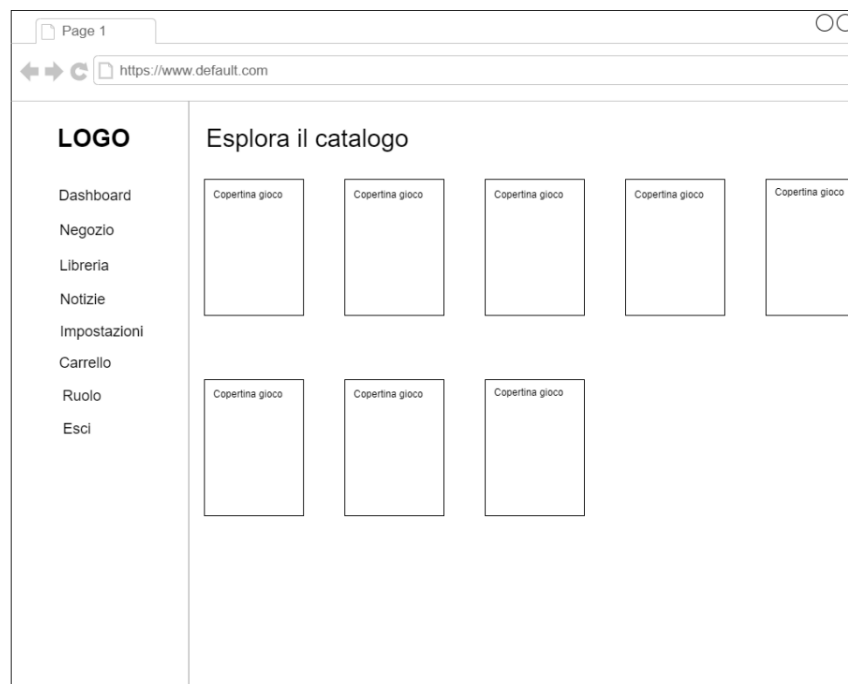 Page 1
https://www.default.com
LOGO
Esplora il catalogo
Dashboard
Negozio
Libreria
Notizie
Impostazioni
Carrello
Ruolo
Esci
Copertina gioco
Copertina gioco
Copertina gioco
Copertina gioco
Copertina gioco
Copertina gioco
Copertina gioco
Copertina gioco